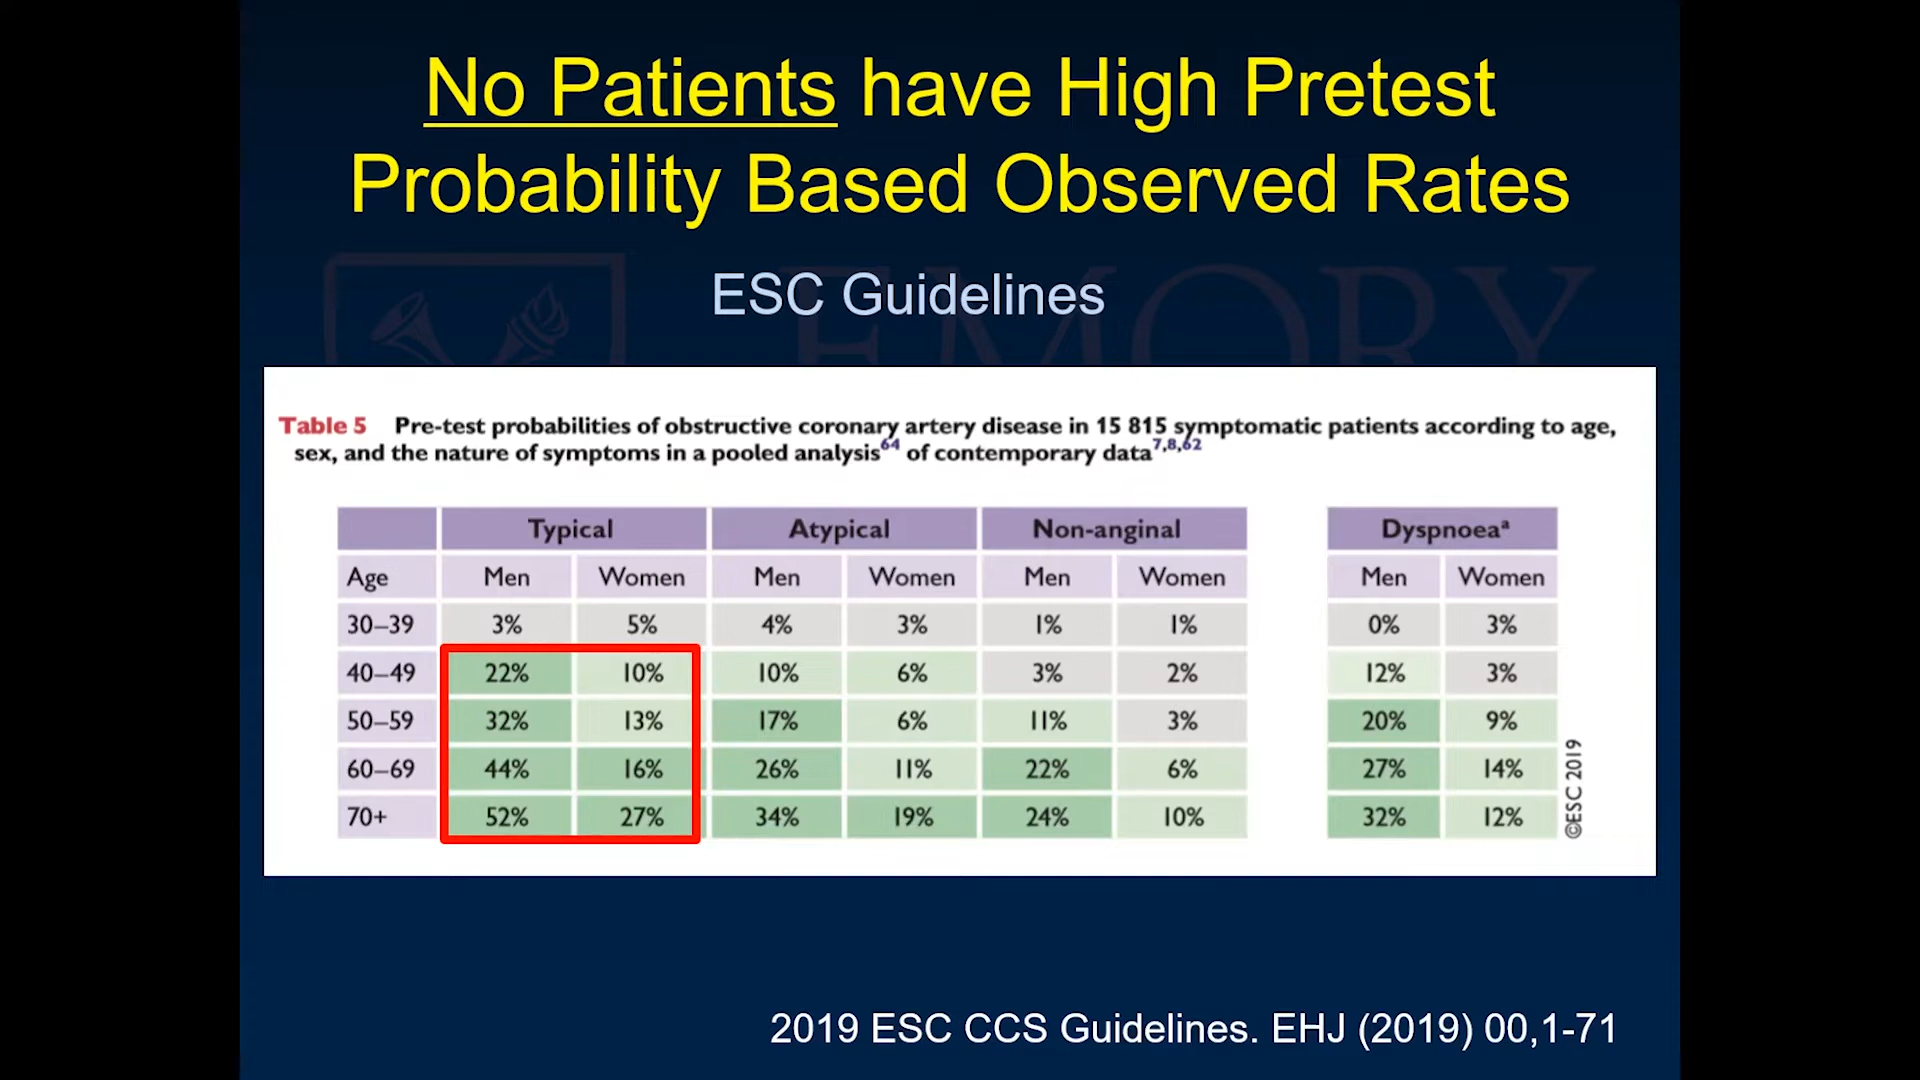 No Patients have High Pretest
Probability Based Observed Rates
EMORY
ESC Guidelines
Table 5 Pre-test probabilities of obstructive coronary artery disease in 15 815 symptomatic patients according to age,
sex, and the nature of symptoms in a pooled analysis64 of contemporary data7,8,62
Typical Atypical Non-anginal Dyspnoeaa
Age Men Women Men Women Men Women Men Women
30–39 3% 5% 4% 3% 1% 1% 0% 3%
40–49 22% 10% 10% 6% 3% 2% 12% 3%
50–59 32% 13% 17% 6% 11% 3% 20% 9%
60–69 44% 16% 26% 11% 22% 6% 27% 14%
70+ 52% 27% 34% 19% 24% 10% 32% 12%
©ESC 2019
2019 ESC CCS Guidelines. EHJ (2019) 00,1-71